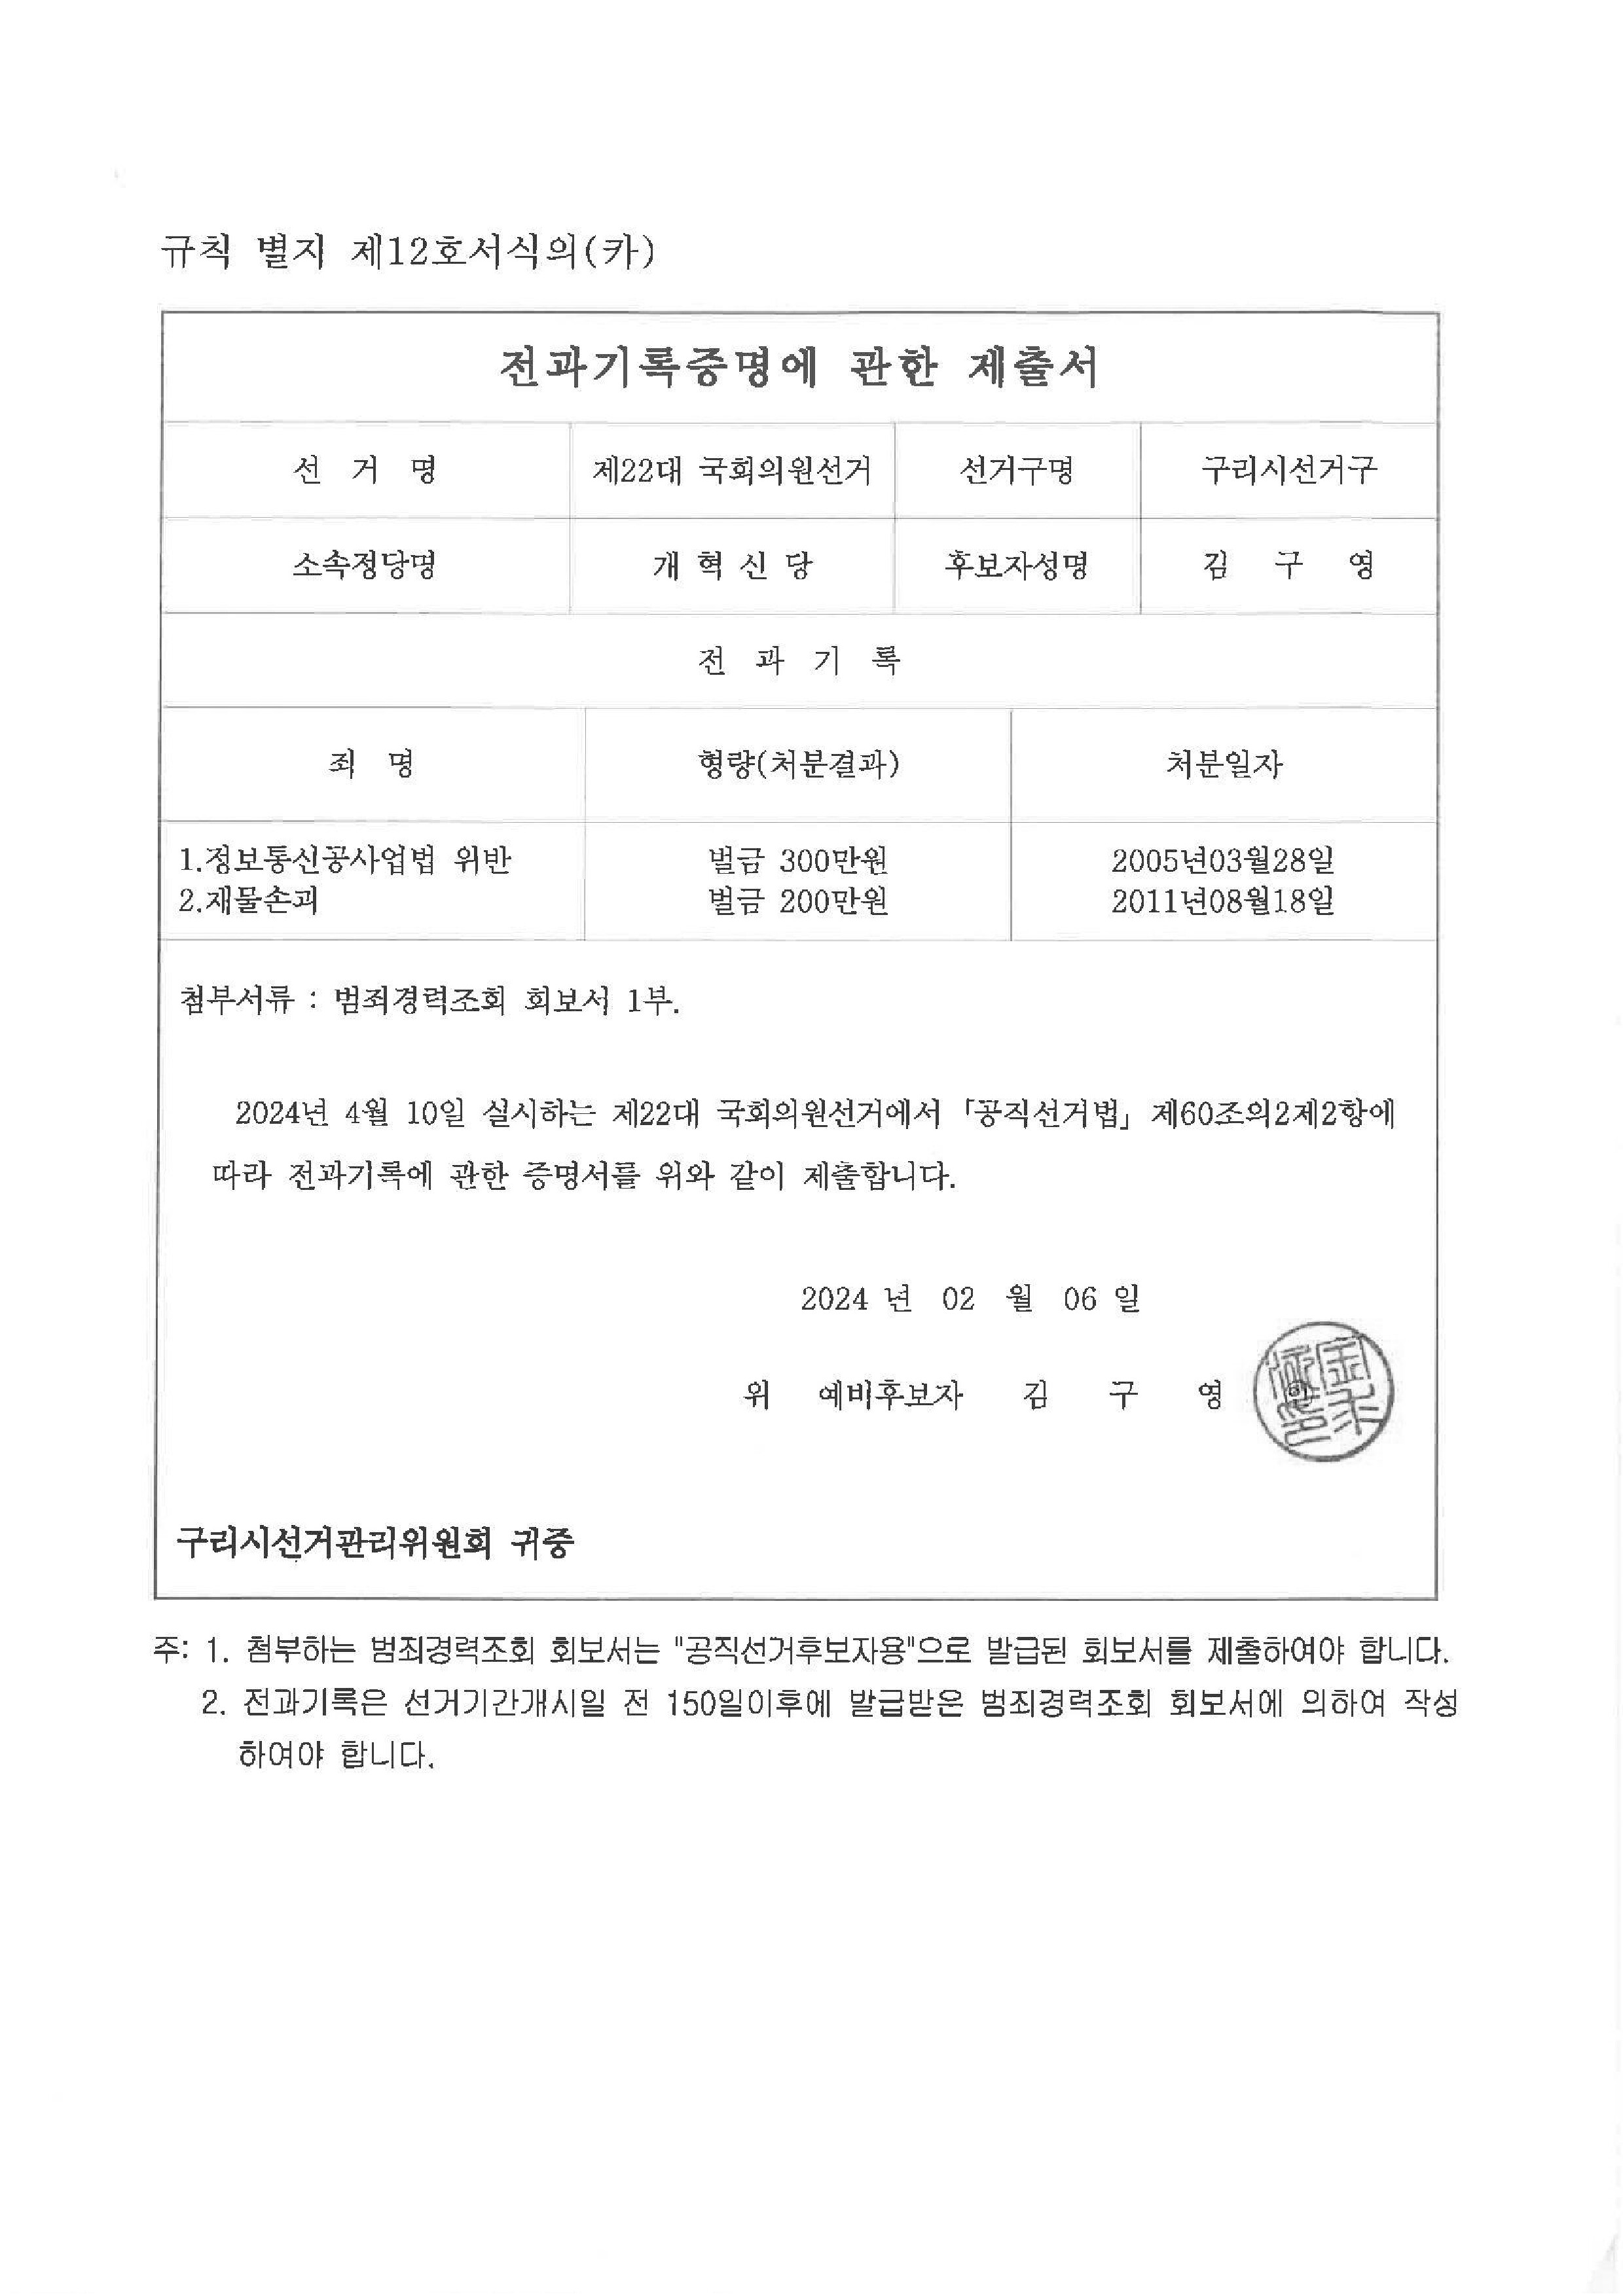 규칙 별지 제12호서식의(카)
전과기록증명에 관한 제출서
선 거 명 제22대 국회의원선거 선거구명 구리시선거구
소속정당명 개 혁 신 당 후보자성명 김 구 영
전 과 기 록
죄 명 형량(처분결과) 처분일자
1.정보통신공사업법 위반 벌금 300만원 2005년03월28일
2.재물손괴 벌금 200만원 2011년08월18일
첨부서류 : 범죄경력조회 회보서 1부.
2024년 4월 10일 실시하는 제22대 국회의원선거에서 「공직선거법」 제60조의2제2항에
따라 전과기록에 관한 증명서를 위와 같이 제출합니다.
2024 년 02 월 06 일
위 예비후보자 김 구 영
구리시선거관리위원회 귀중
주: 1. 첨부하는 범죄경력조회 회보서는 "공직선거후보자용"으로 발급된 회보서를 제출하여야 합니다.
2. 전과기록은 선거기간개시일 전 150일이후에 발급받은 범죄경력조회 회보서에 의하여 작성
하여야 합니다.